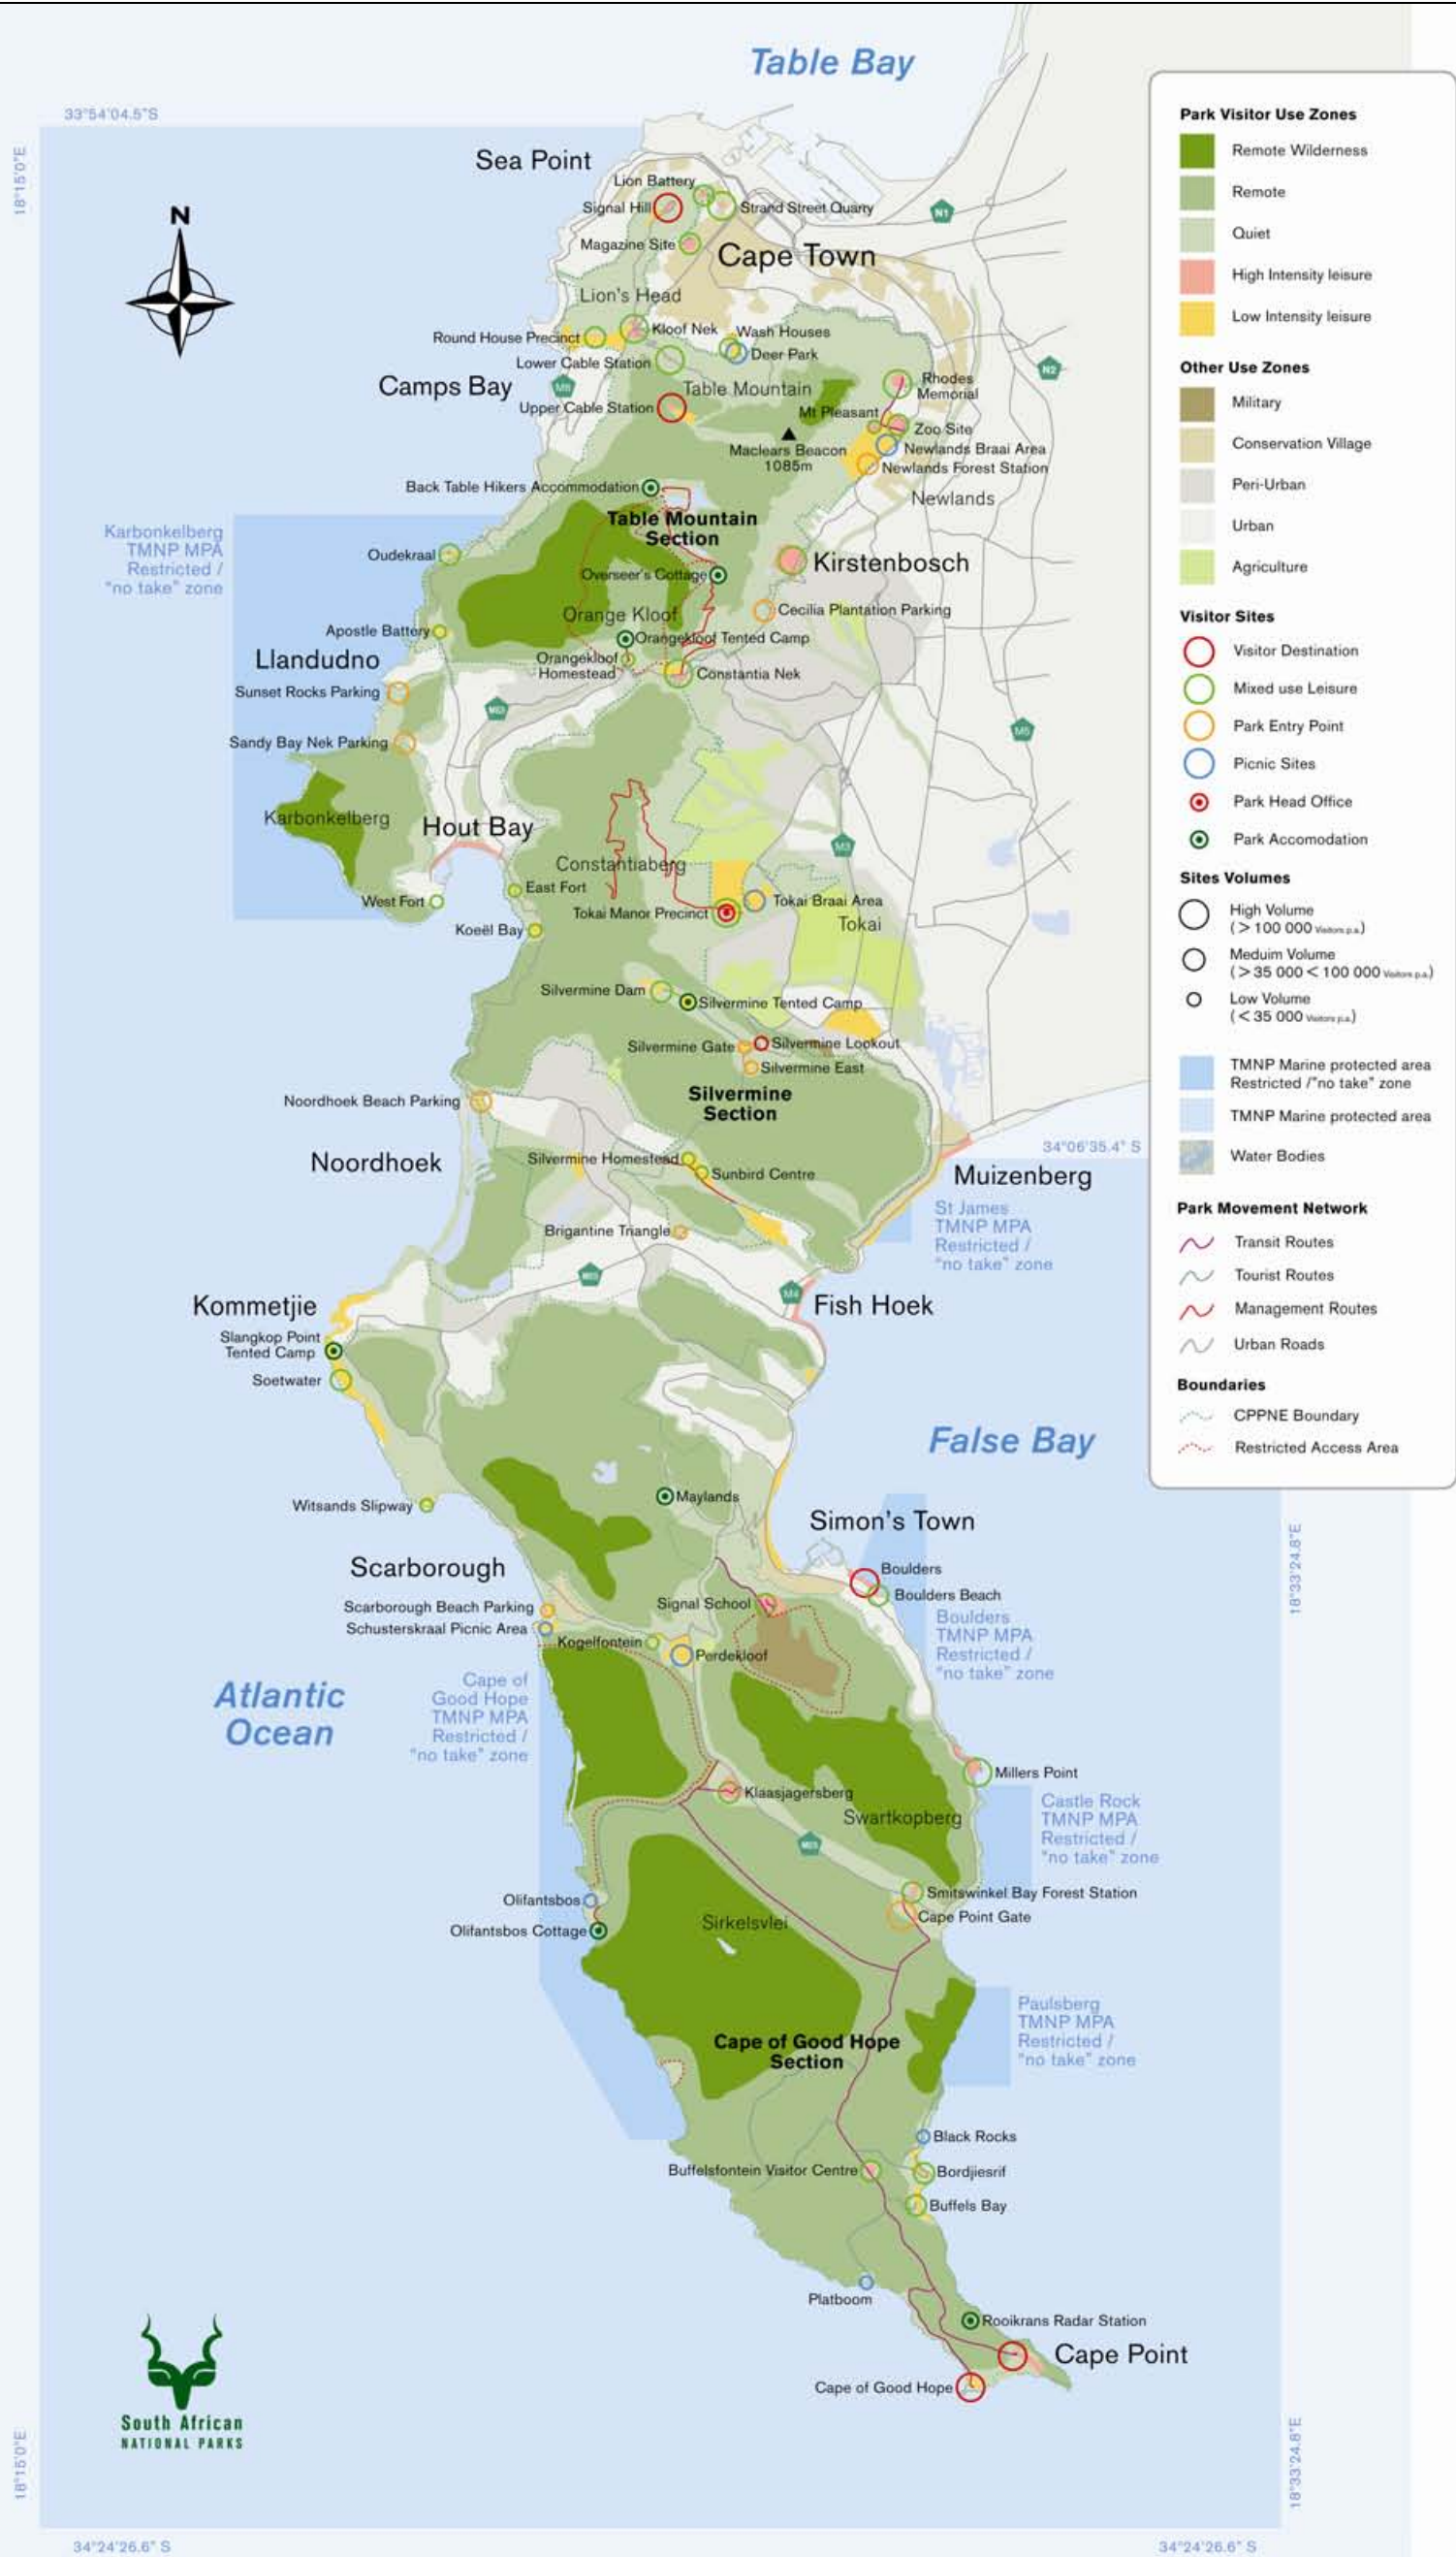 Table Bay
33°54'04.5"S
18°15'0"E
N
Sea Point
Lion Battery
Signal Hill
Strand Street Quarry
N1
Magazine Site
Cape Town
Lion's Head
Kloof Nek
Wash Houses
Round House Precinct
Deer Park
Lower Cable Station
N2
Camps Bay
Table Mountain
Rhodes
Memorial
Upper Cable Station
Mt Pleasant
Zoo Site
Maclears Beacon
1085m
Newlands Braai Area
Newlands Forest Station
Back Table Hikers Accommodation
Newlands
Table Mountain
Section
Karbonkelberg
TMNP MPA
Restricted /
"no take" zone
Oudekraal
Kirstenbosch
Overseer's Cottage
Orange Kloof
Cecilia Plantation Parking
Apostle Battery
Orangekloof Tented Camp
Llandudno
Orangekloof
Homestead
Constantia Nek
Sunset Rocks Parking
M63
M5
Sandy Bay Nek Parking
Karbonkelberg
Hout Bay
M3
Constantiaberg
East Fort
West Fort
Tokai Braai Area
Tokai Manor Precinct
Tokai
Koeël Bay
Silvermine Dam
Silvermine Tented Camp
Silvermine Gate
Silvermine Lookout
Silvermine East
Silvermine
Section
Noordhoek Beach Parking
34°06'35.4" S
Noordhoek
Silvermine Homestead
Sunbird Centre
Muizenberg
St James
TMNP MPA
Restricted /
"no take" zone
Brigantine Triangle
M4
Kommetjie
Fish Hoek
Slangkop Point
Tented Camp
Soetwater
False Bay
Maylands
Witsands Slipway
Simon's Town
Scarborough
Boulders
Boulders Beach
Scarborough Beach Parking
Signal School
Schusterskraal Picnic Area
Kogelfontein
Perdekloof
Boulders
TMNP MPA
Restricted /
"no take" zone
Cape of
Good Hope
TMNP MPA
Restricted /
"no take" zone
Atlantic
Ocean
Millers Point
Klaasjagersberg
Swartkopberg
Castle Rock
TMNP MPA
Restricted /
"no take" zone
M65
Smitswinkel Bay Forest Station
Olifantsbos
Cape Point Gate
Sirkelsvlei
Olifantsbos Cottage
Paulsberg
TMNP MPA
Restricted /
"no take" zone
Cape of Good Hope
Section
Black Rocks
Buffelsfontein Visitor Centre
Bordjiesrif
Buffels Bay
Platboom
Rooikrans Radar Station
Cape Point
Cape of Good Hope
South African
NATIONAL PARKS
18°15'0"E
18°33'24.8"E
18°33'24.8"E
34°24'26.6" S
34°24'26.6" S
Park Visitor Use Zones
Remote Wilderness
Remote
Quiet
High Intensity leisure
Low Intensity leisure
Other Use Zones
Military
Conservation Village
Peri-Urban
Urban
Agriculture
Visitor Sites
Visitor Destination
Mixed use Leisure
Park Entry Point
Picnic Sites
Park Head Office
Park Accomodation
Sites Volumes
High Volume
(>100 000 Visitors p.a.)
Meduim Volume
(>35 000<100 000 Visitors p.a.)
Low Volume
(<35 000 Visitors p.a.)
TMNP Marine protected area
Restricted /"no take" zone
TMNP Marine protected area
Water Bodies
Park Movement Network
Transit Routes
Tourist Routes
Management Routes
Urban Roads
Boundaries
CPPNE Boundary
Restricted Access Area